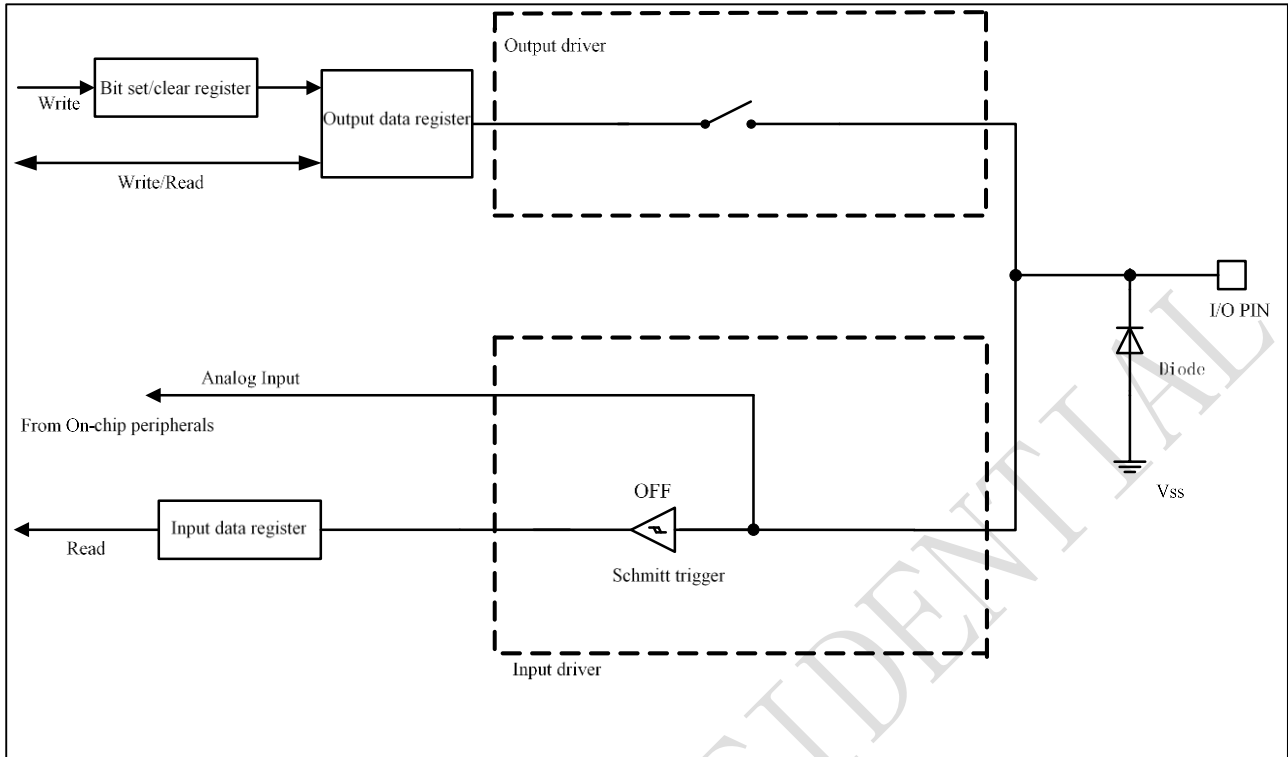 Output driver
Bit set/clear register
Write
Output data register
Write/Read
I/O PIN
Analog Input
Diode
From On-chip peripherals
OFF
Vss
Input data register
Read
Schmitt trigger
Input driver